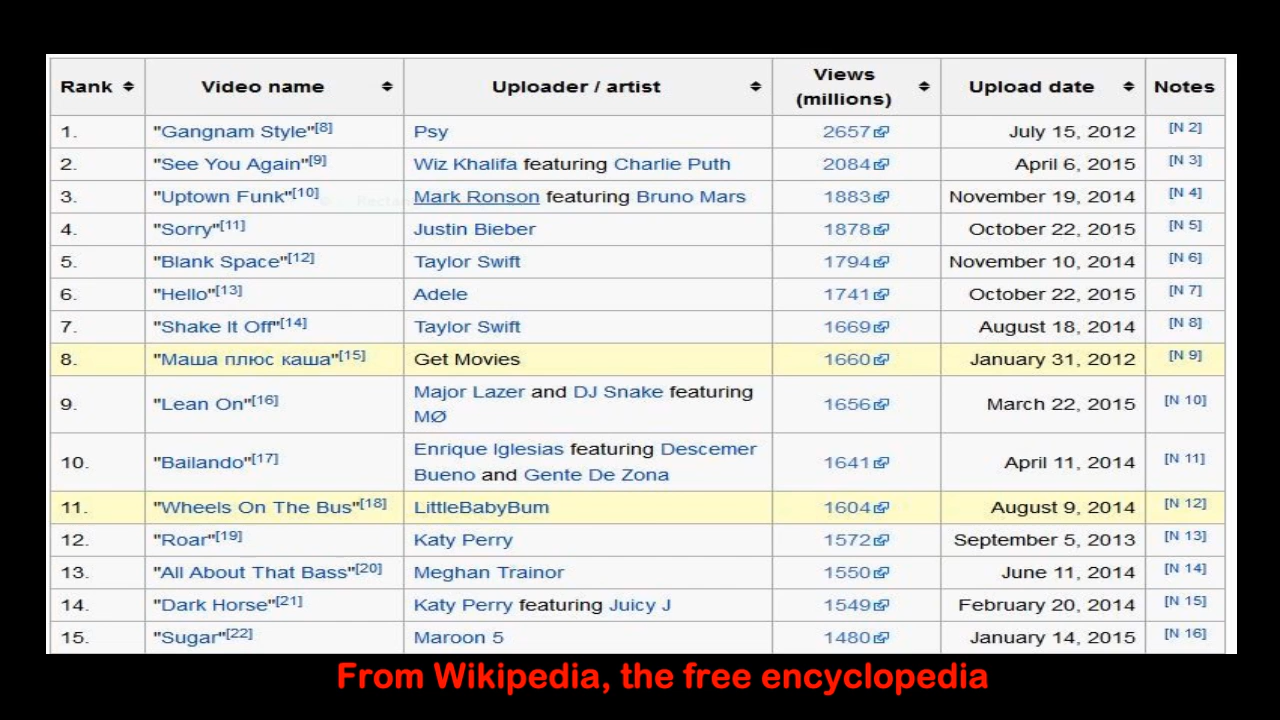 Rank Video name Uploader / artist Views (millions) Upload date Notes
1. "Gangnam Style"[8] Psy 2657 July 15, 2012 [N 2]
2. "See You Again"[9] Wiz Khalifa featuring Charlie Puth 2084 April 6, 2015 [N 3]
3. "Uptown Funk"[10] Mark Ronson featuring Bruno Mars 1883 November 19, 2014 [N 4]
4. "Sorry"[11] Justin Bieber 1878 October 22, 2015 [N 5]
5. "Blank Space"[12] Taylor Swift 1794 November 10, 2014 [N 6]
6. "Hello"[13] Adele 1741 October 22, 2015 [N 7]
7. "Shake It Off"[14] Taylor Swift 1669 August 18, 2014 [N 8]
8. "Маша плюс каша"[15] Get Movies 1660 January 31, 2012 [N 9]
9. "Lean On"[16] Major Lazer and DJ Snake featuring MØ 1656 March 22, 2015 [N 10]
10. "Bailando"[17] Enrique Iglesias featuring Descemer Bueno and Gente De Zona 1641 April 11, 2014 [N 11]
11. "Wheels On The Bus"[18] LittleBabyBum 1604 August 9, 2014 [N 12]
12. "Roar"[19] Katy Perry 1572 September 5, 2013 [N 13]
13. "All About That Bass"[20] Meghan Trainor 1550 June 11, 2014 [N 14]
14. "Dark Horse"[21] Katy Perry featuring Juicy J 1549 February 20, 2014 [N 15]
15. "Sugar"[22] Maroon 5 1480 January 14, 2015 [N 16]
From Wikipedia, the free encyclopedia